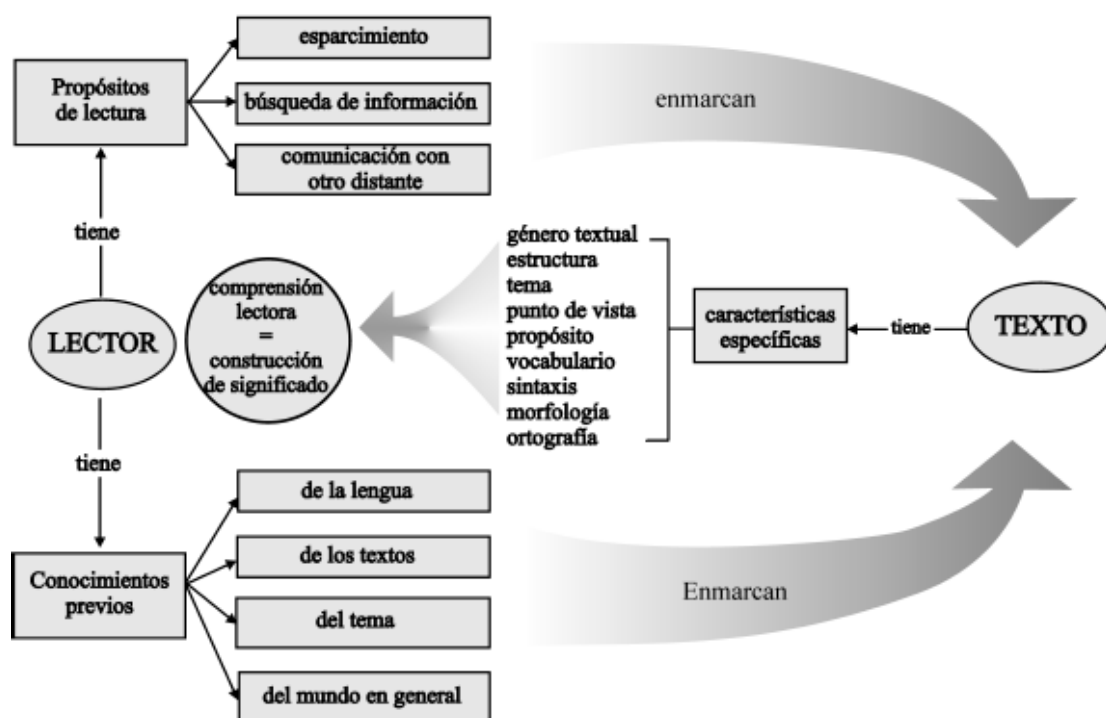 esparcimiento
Propósitos
de lectura
búsqueda de información
comunicación con
otro distante
enmarcan
tiene
género textual
estructura
tema
punto de vista
propósito
vocabulario
sintaxis
morfología
ortografía
comprensión
lectora
=
construcción
de significado
LECTOR
características
específicas
tiene
TEXTO
tiene
de la lengua
Conocimientos
previos
de los textos
del tema
del mundo en general
Enmarcan